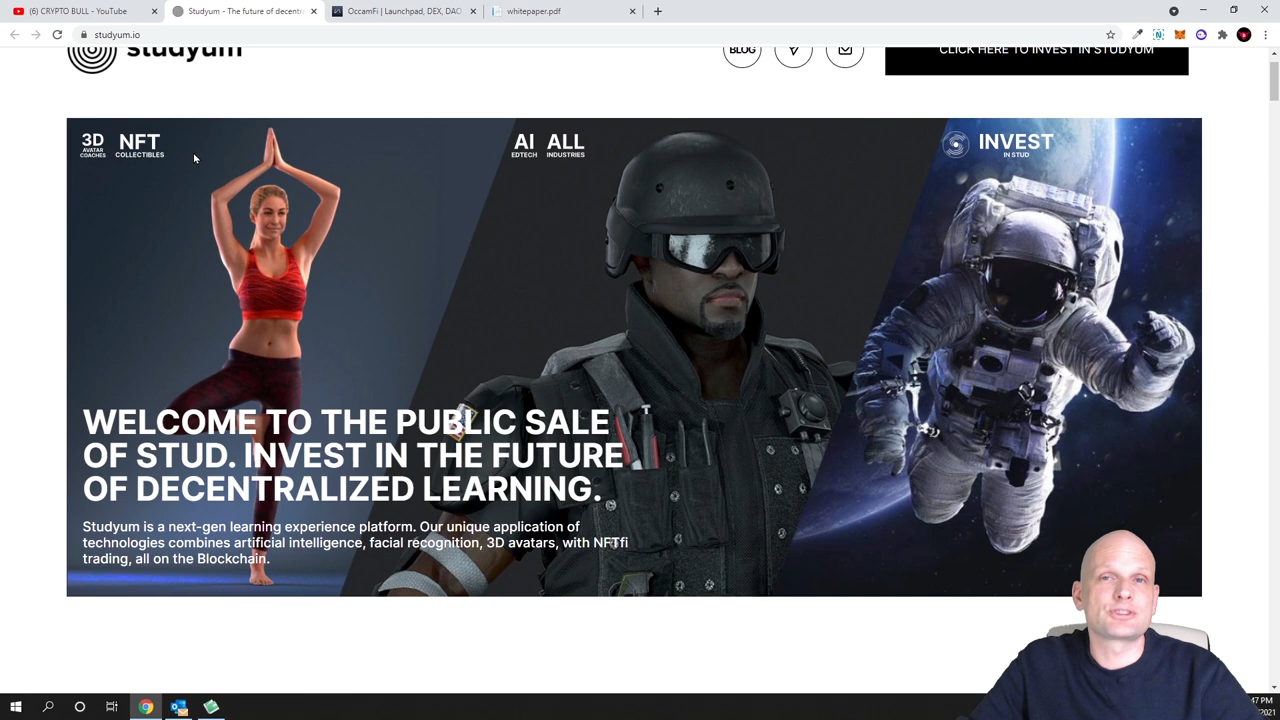 (6) CRYPTO BULL - YouTube
Studyum - The future of decentra
OccamFi | Launchpad, DEX, DAO
whitepaper.pdf
studyum.io
studyum
BLOG
CLICK HERE TO INVEST IN STUDYUM
3D
AVATAR
COACHES
NFT
COLLECTIBLES
AI
EDTECH
ALL
INDUSTRIES
INVEST
IN STUD
WELCOME TO THE PUBLIC SALE
OF STUD. INVEST IN THE FUTURE
OF DECENTRALIZED LEARNING.
Studyum is a next-gen learning experience platform. Our unique application of
technologies combines artificial intelligence, facial recognition, 3D avatars, with NFTfi
trading, all on the Blockchain.
:47 PM
2021